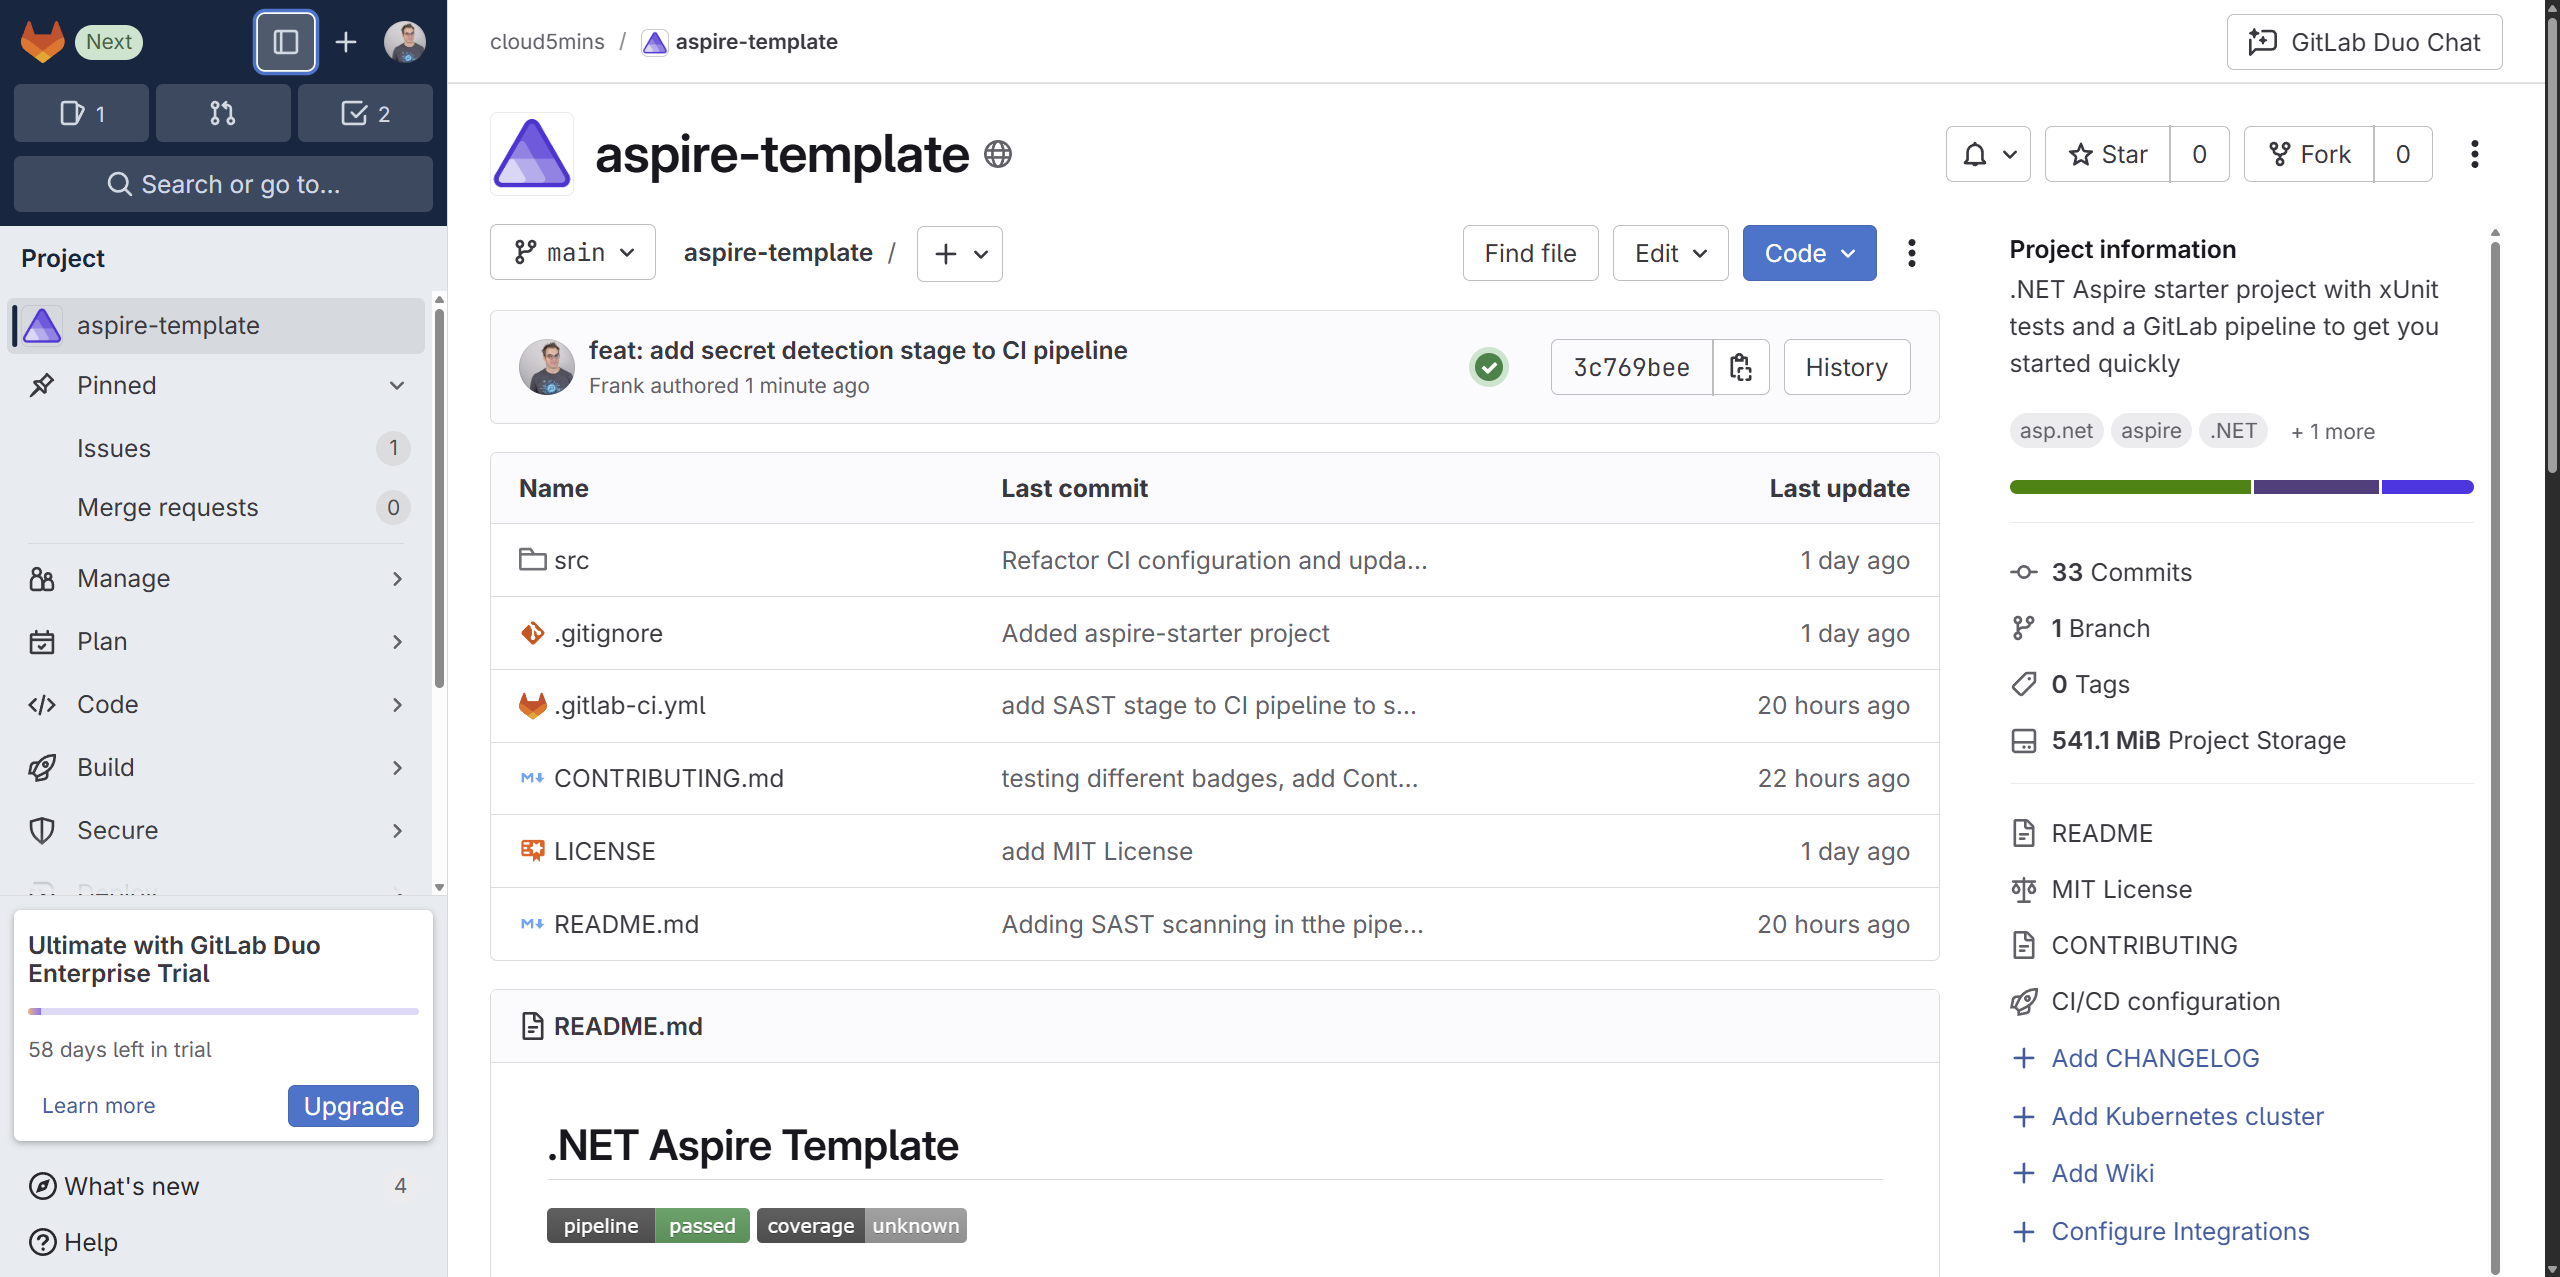 Next
1
2
Search or go to...
Project
aspire-template
Pinned
Issues 1
Merge requests 0
Manage
Plan
Code
Build
Secure
Deploy
Ultimate with GitLab Duo
Enterprise Trial
58 days left in trial
Learn more
Upgrade
What's new 4
Help
cloud5mins / aspire-template
GitLab Duo Chat
aspire-template
Star 0
Fork 0
main
aspire-template /
Find file
Edit
Code
feat: add secret detection stage to CI pipeline
Frank authored 1 minute ago
3c769bee
History
Name Last commit Last update
src Refactor CI configuration and upda... 1 day ago
.gitignore Added aspire-starter project 1 day ago
.gitlab-ci.yml add SAST stage to CI pipeline to s... 20 hours ago
CONTRIBUTING.md testing different badges, add Cont... 22 hours ago
LICENSE add MIT License 1 day ago
README.md Adding SAST scanning in tthe pipe... 20 hours ago
README.md
.NET Aspire Template
pipeline passed coverage unknown
Project information
.NET Aspire starter project with xUnit
tests and a GitLab pipeline to get you
started quickly
asp.net aspire .NET + 1 more
33 Commits
1 Branch
0 Tags
541.1 MiB Project Storage
README
MIT License
CONTRIBUTING
CI/CD configuration
Add CHANGELOG
Add Kubernetes cluster
Add Wiki
Configure Integrations